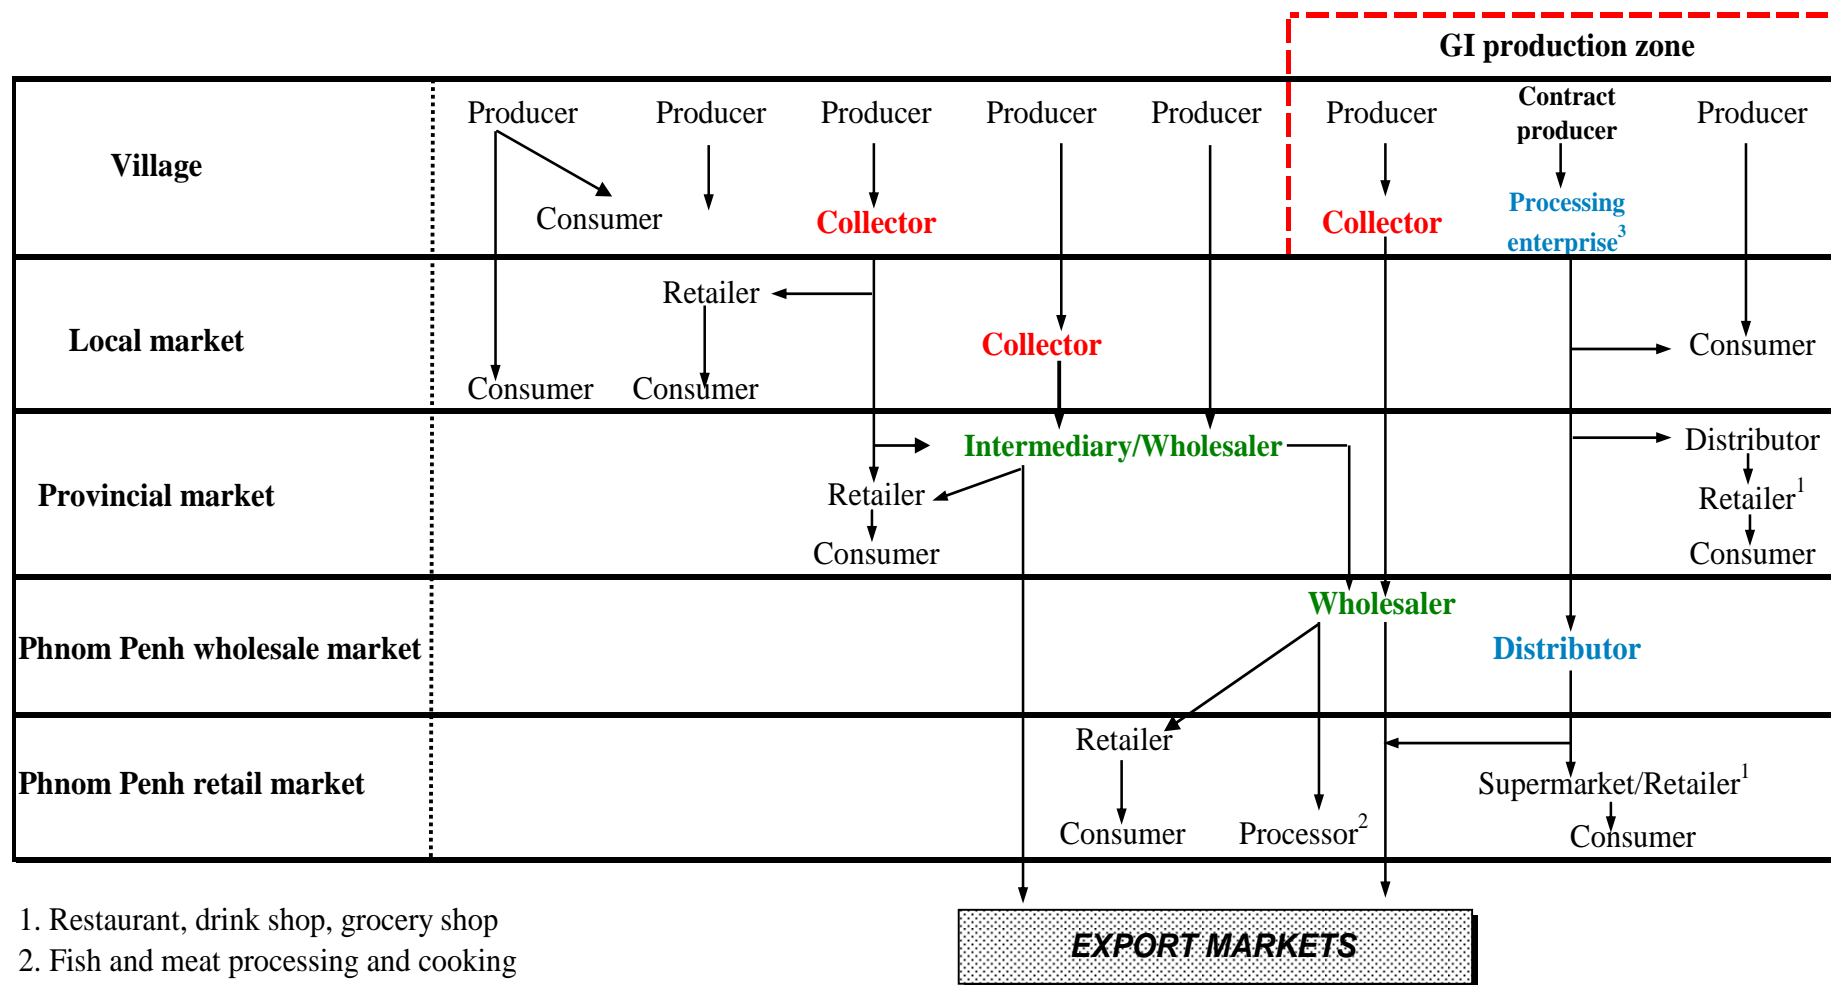 GI production zone
Village
Producer
Producer
Producer
Producer
Producer
Producer
Contract
producer
Producer
Consumer
Collector
Collector
Processing
enterprise3
Local market
Retailer
Collector
Consumer
Consumer
Consumer
Provincial market
Intermediary/Wholesaler
Distributor
Retailer
Retailer1
Consumer
Consumer
Phnom Penh wholesale market
Wholesaler
Distributor
Phnom Penh retail market
Retailer
Supermarket/Retailer1
Consumer
Processor2
Consumer
1. Restaurant, drink shop, grocery shop
2. Fish and meat processing and cooking
EXPORT MARKETS